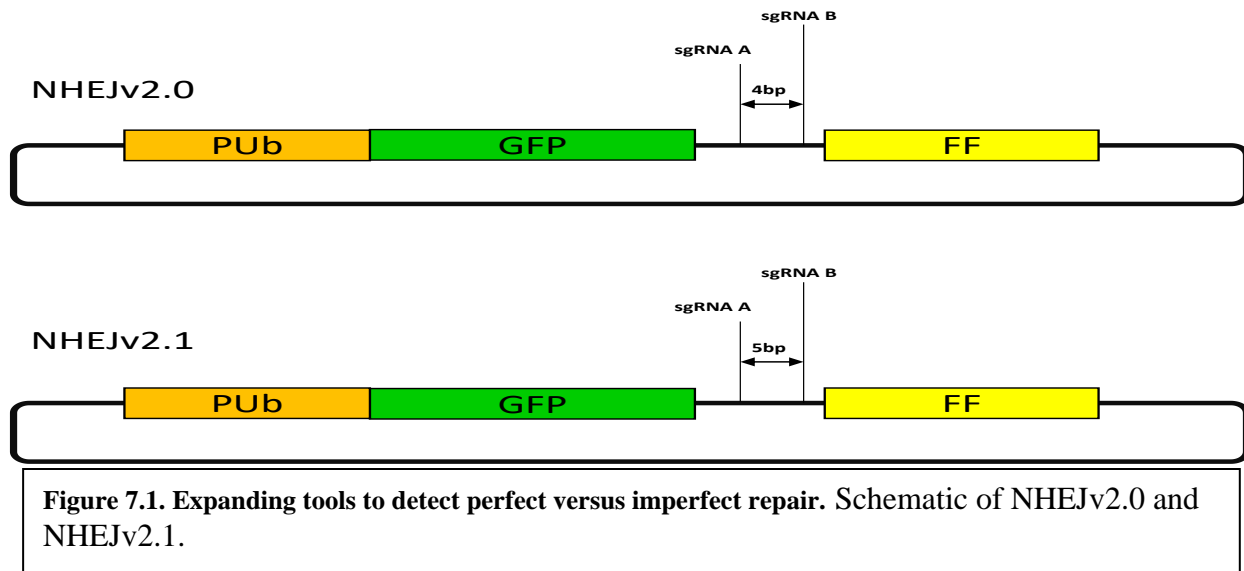 sgRNA B
sgRNA A
NHEJv2.0
4bp
PUb GFP FF
sgRNA B
sgRNA A
NHEJv2.1
5bp
PUb GFP FF
Figure 7.1. Expanding tools to detect perfect versus imperfect repair. Schematic of NHEJv2.0 and
NHEJv2.1.